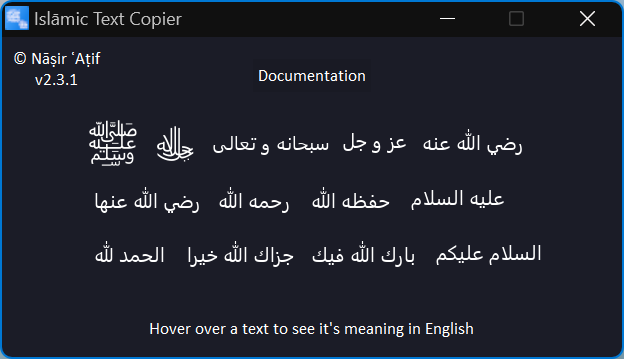 Islāmic Text Copier
© Nāṣir ʿAṭif
v2.3.1
Documentation
رضي الله عنه عز و جل سبحانه و تعالى ﷻ ﷺ
عليه السلام حفظه الله رحمه الله رضي الله عنها
السلام عليكم بارك الله فيك جزاك الله خيرا الحمد لله
Hover over a text to see it's meaning in English